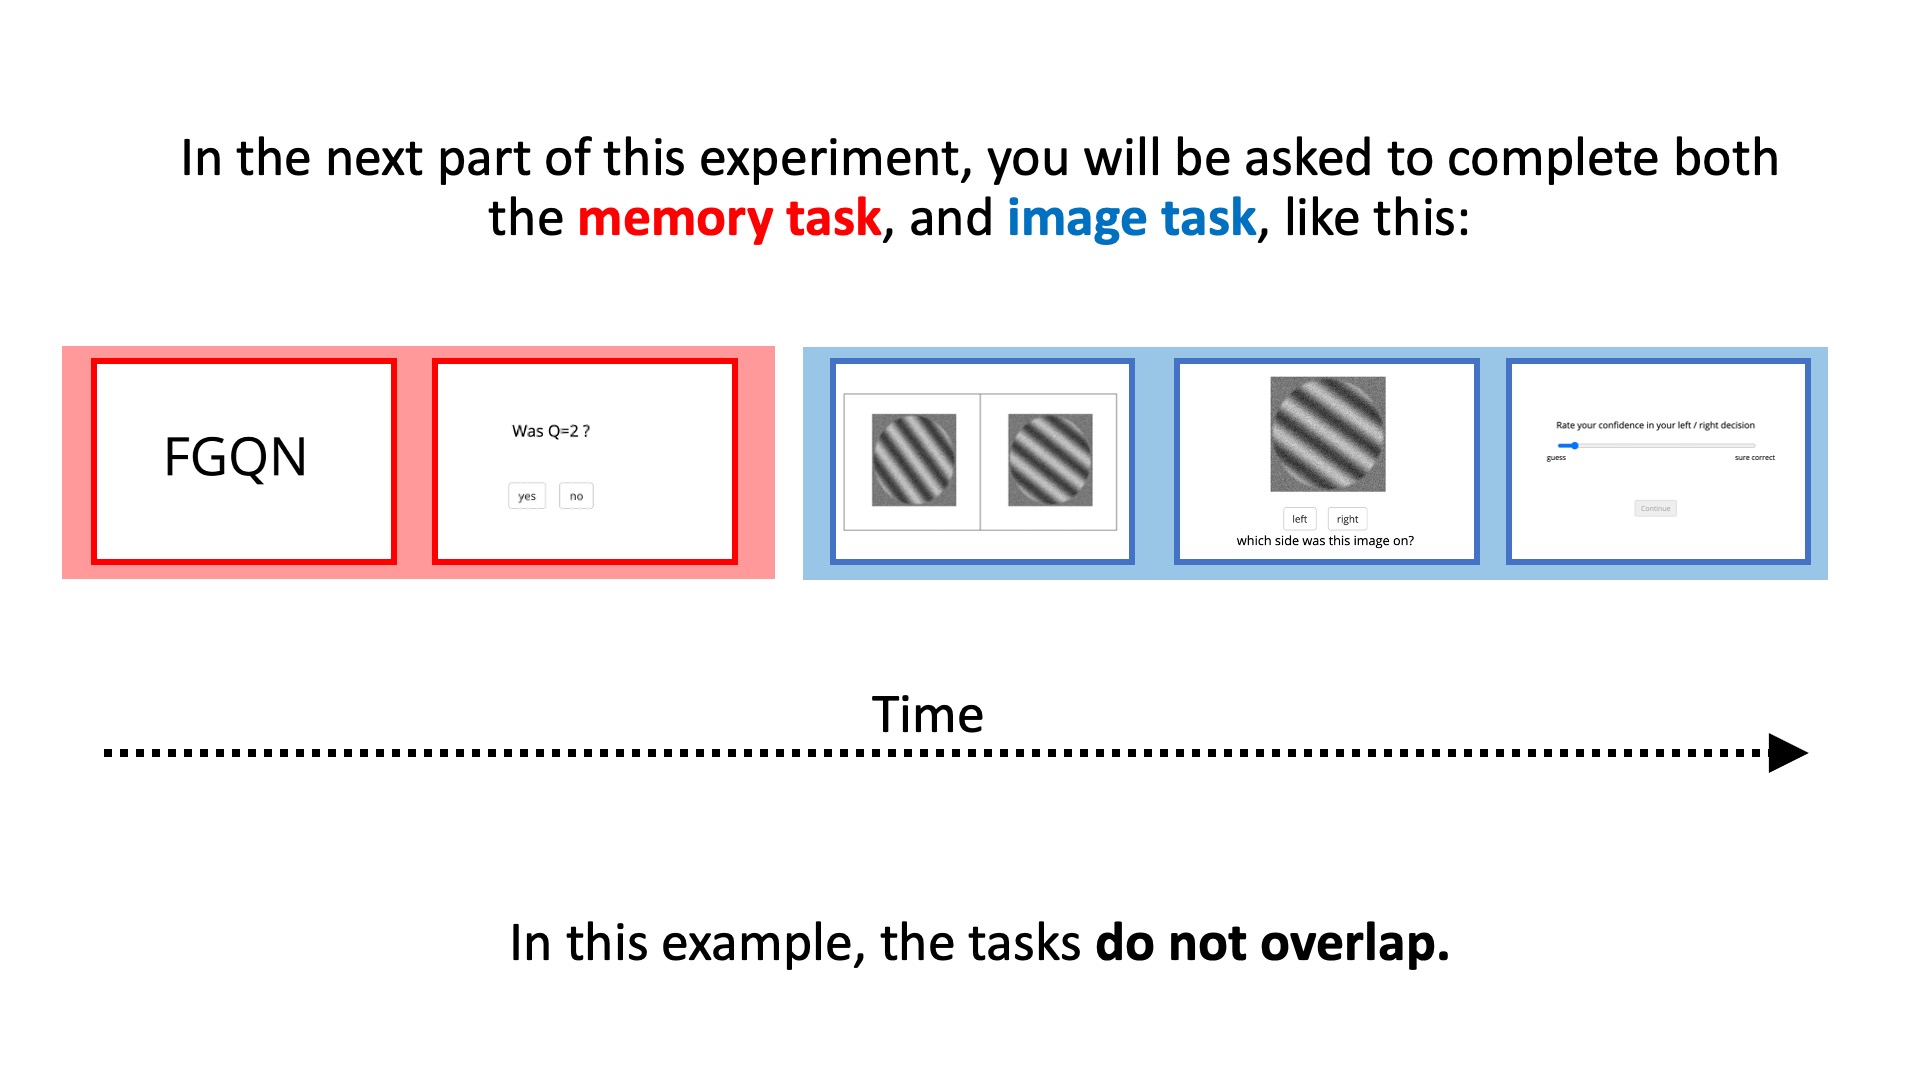 In the next part of this experiment, you will be asked to complete both
the memory task, and image task, like this:
FGQN
Was Q=2 ?
yes no
left right
which side was this image on?
Rate your confidence in your left / right decision
guess sure correct
Continue
Time
In this example, the tasks do not overlap.